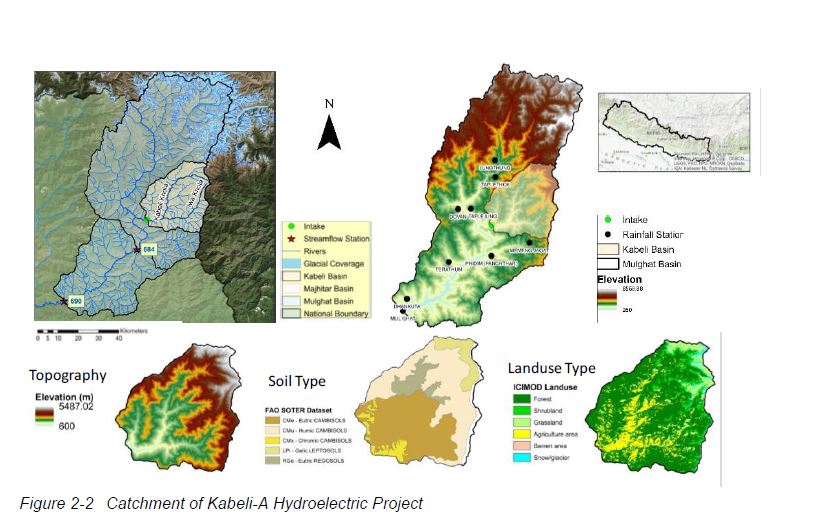 N
Kabeli Khola
Iwa Khola
684
690
Kilometers
0 5 10 20 30 40
Intake
Streamflow Station
Rivers
Glacial Coverage
Kabeli Basin
Majhitar Basin
Mulghat Basin
National Boundary
LUNGTHUNG
TAPLETHOK
DOVAN TAPLEJUNG
MEMENG JAGAT
TERATHUM
PHIDIM (PANCHTHAR)
DHANKUTA
MULGHAT
Intake
Rainfall Station
Kabeli Basin
Mulghat Basin
Elevation
Topography
Elevation (m)
5487.02
600
Soil Type
FAO SOTER Dataset
CMe - Eutric CAMBISOLS
CMu - Humic CAMBISOLS
CMx - Chromic CAMBISOLS
LPi - Gelic LEPTOSOLS
RGe - Eutric REGOSOLS
Landuse Type
ICIMOD Landuse
Forest
Shrubland
Grassland
Agriculture area
Barren area
Snow/glacier
Figure 2-2 Catchment of Kabeli-A Hydroelectric Project